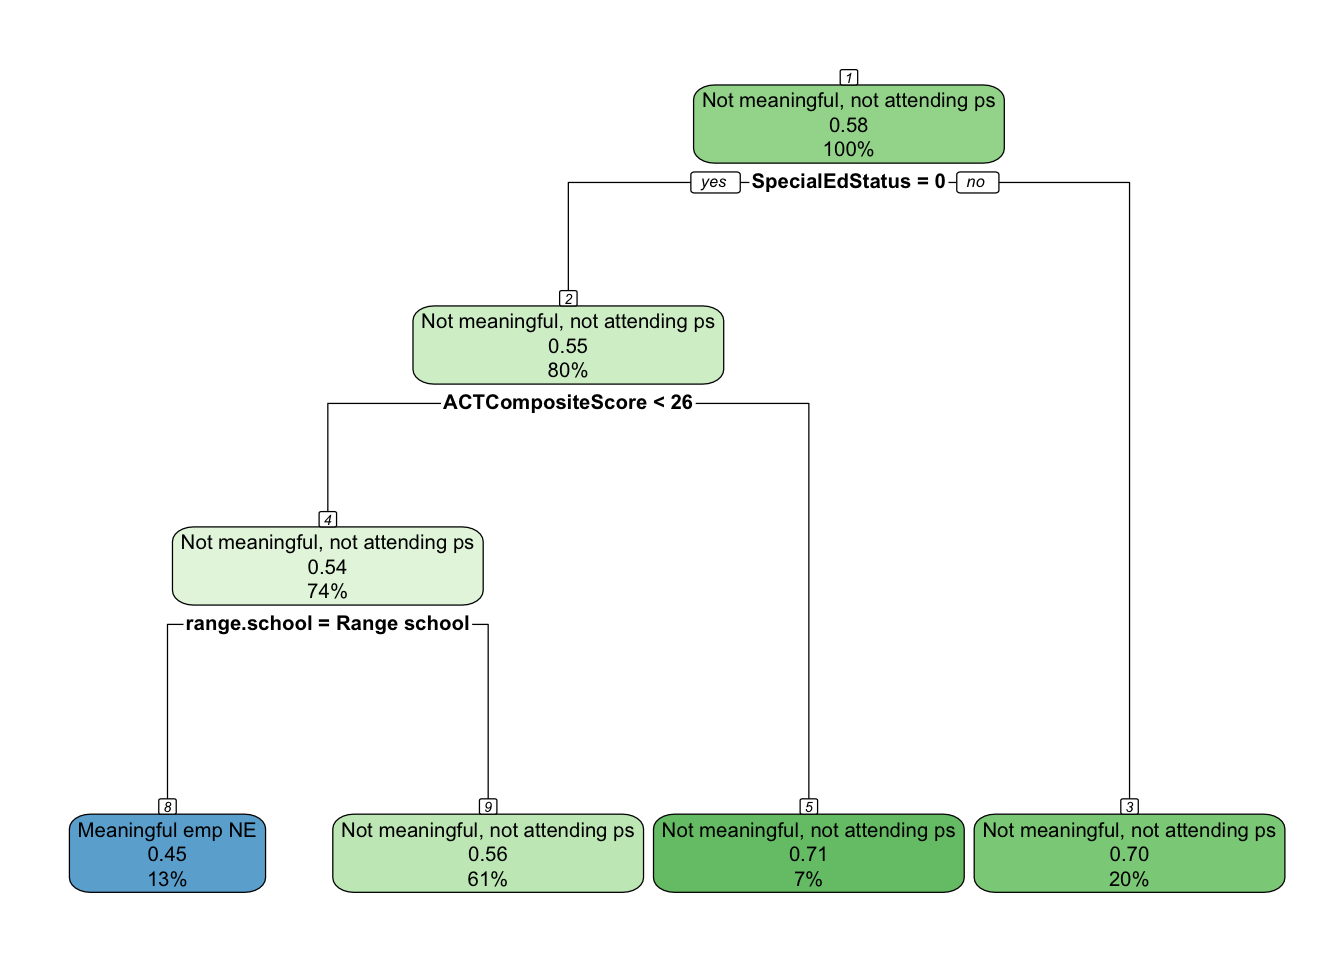 1
Not meaningful, not attending ps
0.58
100%
yes SpecialEdStatus = 0 no
2
Not meaningful, not attending ps
0.55
80%
ACTCompositeScore < 26
4
Not meaningful, not attending ps
0.54
74%
range.school = Range school
8
Meaningful emp NE
0.45
13%
9
Not meaningful, not attending ps
0.56
61%
5
Not meaningful, not attending ps
0.71
7%
3
Not meaningful, not attending ps
0.70
20%